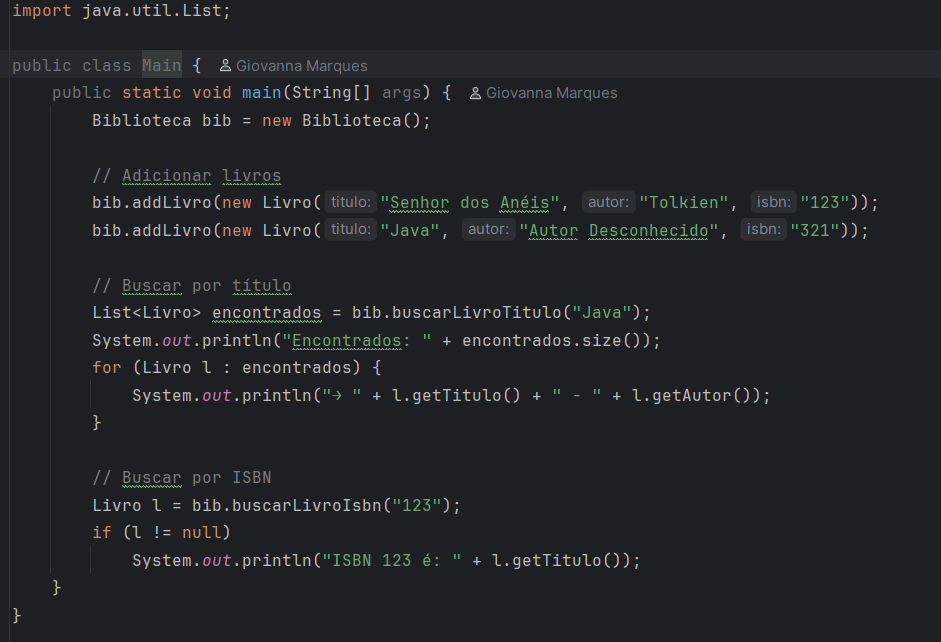 import java.util.List;
public class Main {  Giovanna Marques
public static void main(String[] args) {  Giovanna Marques
Biblioteca bib = new Biblioteca();
// Adicionar livros
bib.addLivro(new Livro( titulo: "Senhor dos Anéis", autor: "Tolkien", isbn: "123"));
bib.addLivro(new Livro( titulo: "Java", autor: "Autor Desconhecido", isbn: "321"));
// Buscar por título
List<Livro> encontrados = bib.buscarLivroTitulo("Java");
System.out.println("Encontrados: " + encontrados.size());
for (Livro l : encontrados) {
System.out.println("→ " + l.getTitulo() + " - " + l.getAutor());
}
// Buscar por ISBN
Livro l = bib.buscarLivroIsbn("123");
if (l != null)
System.out.println("ISBN 123 é: " + l.getTitulo());
}
}